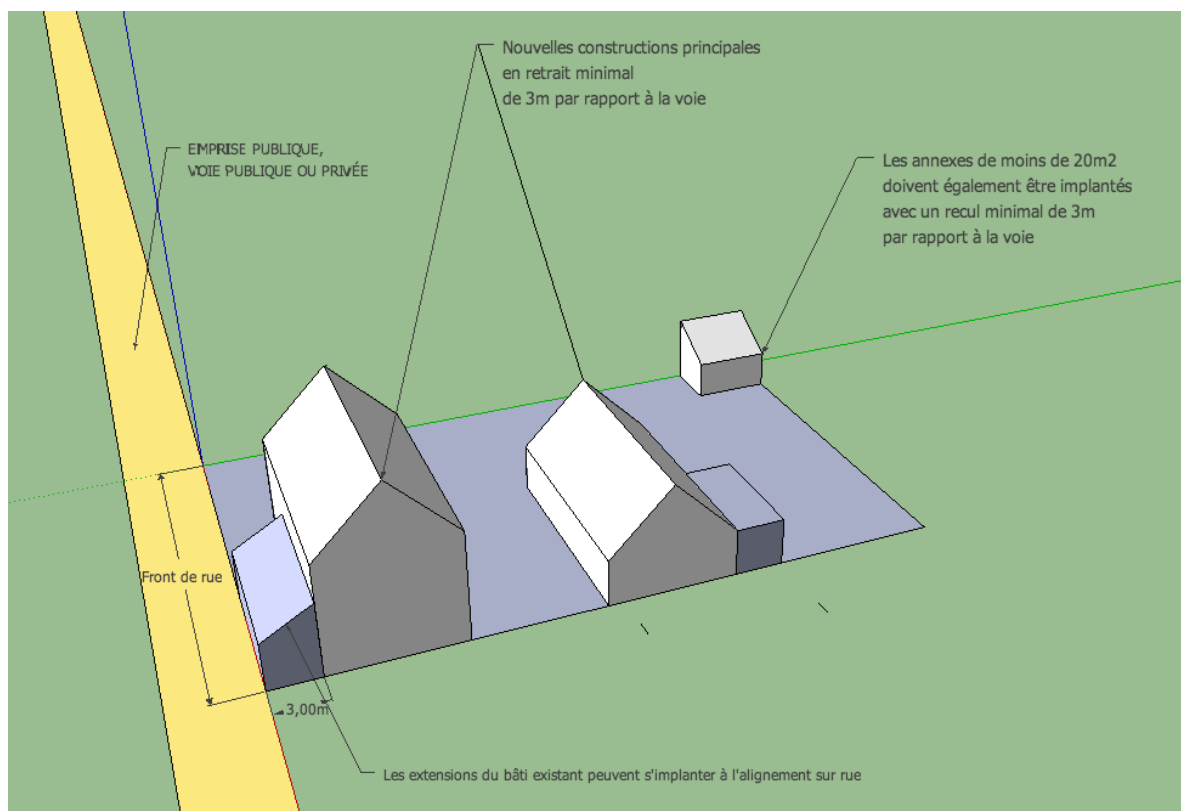 Nouvelles constructions principales
en retrait minimal
de 3m par rapport à la voie
EMPRISE PUBLIQUE,
VOIE PUBLIQUE OU PRIVÉE
Les annexes de moins de 20m2
doivent également être implantés
avec un recul minimal de 3m
par rapport à la voie
Front de rue
3,00m
Les extensions du bâti existant peuvent s'implanter à l'alignement sur rue